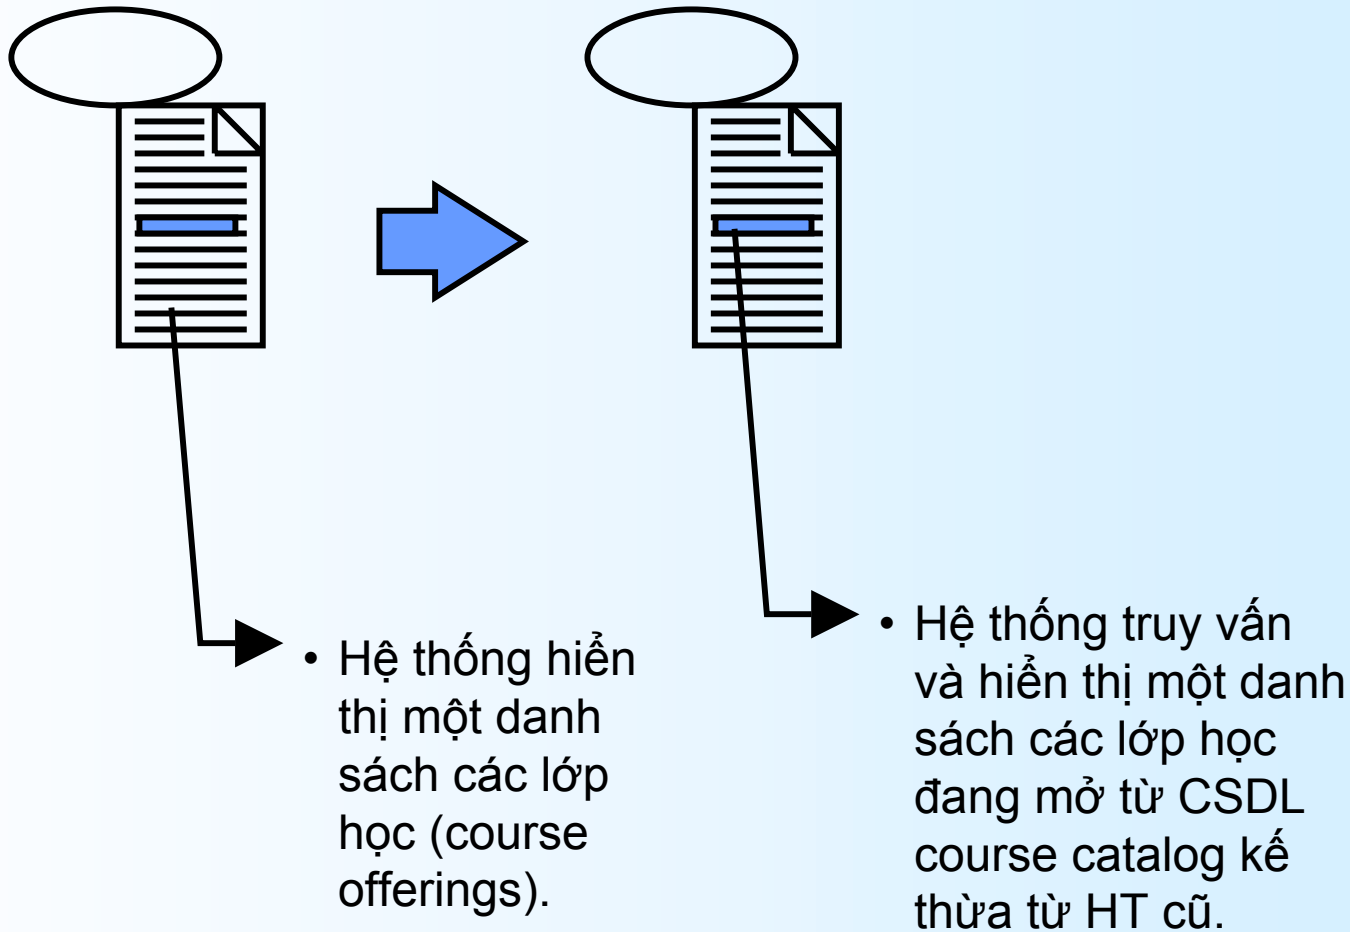 • Hệ thống hiển
thị một danh
sách các lớp
học (course
offerings).
• Hệ thống truy vấn
và hiển thị một danh
sách các lớp học
đang mở từ CSDL
course catalog kế
thừa từ HT cũ.